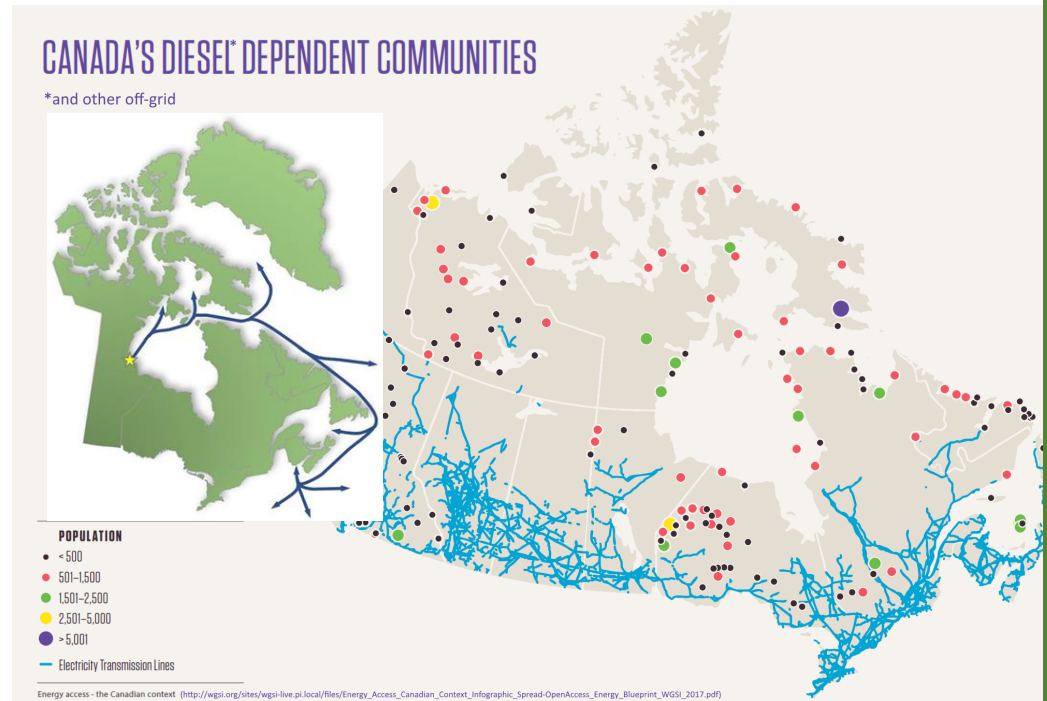 CANADA'S DIESEL* DEPENDENT COMMUNITIES
*and other off-grid
POPULATION
< 500
501–1,500
1,501–2,500
2,501–5,000
> 5,001
Electricity Transmission Lines
Energy access - the Canadian context (http://wgsi.org/sites/wgsi-live.pi.local/files/Energy_Access_Canadian_Context_Infographic_Spread-OpenAccess_Energy_Blueprint_WGSI_2017.pdf)